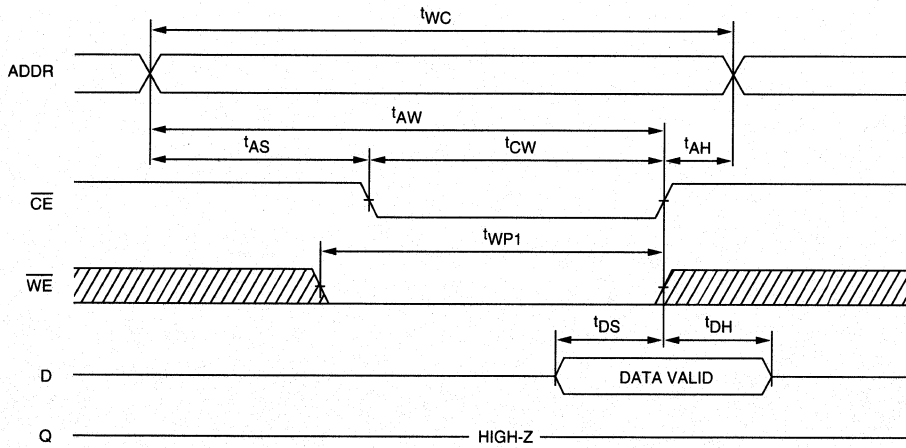 tWC
ADDR
tAW
tAS
tCW
tAH
CE
tWP1
WE
tDS
tDH
D
DATA VALID
Q
HIGH-Z